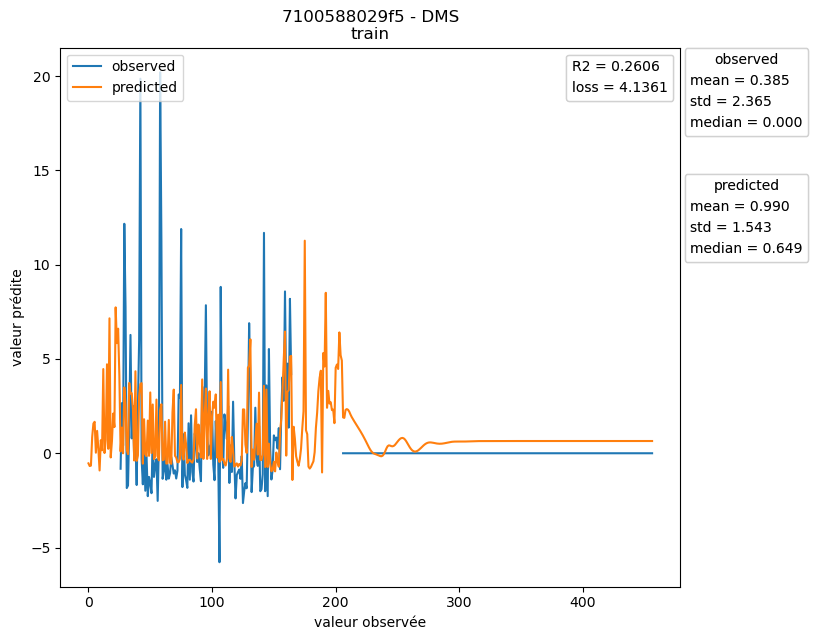 7100588029f5 - DMS
train
observed
predicted
R2 = 0.2606
loss = 4.1361
observed
mean = 0.385
std = 2.365
median = 0.000
predicted
mean = 0.990
std = 1.543
median = 0.649
valeur prédite
20
15
10
5
0
−5
0
100
200
300
400
valeur observée